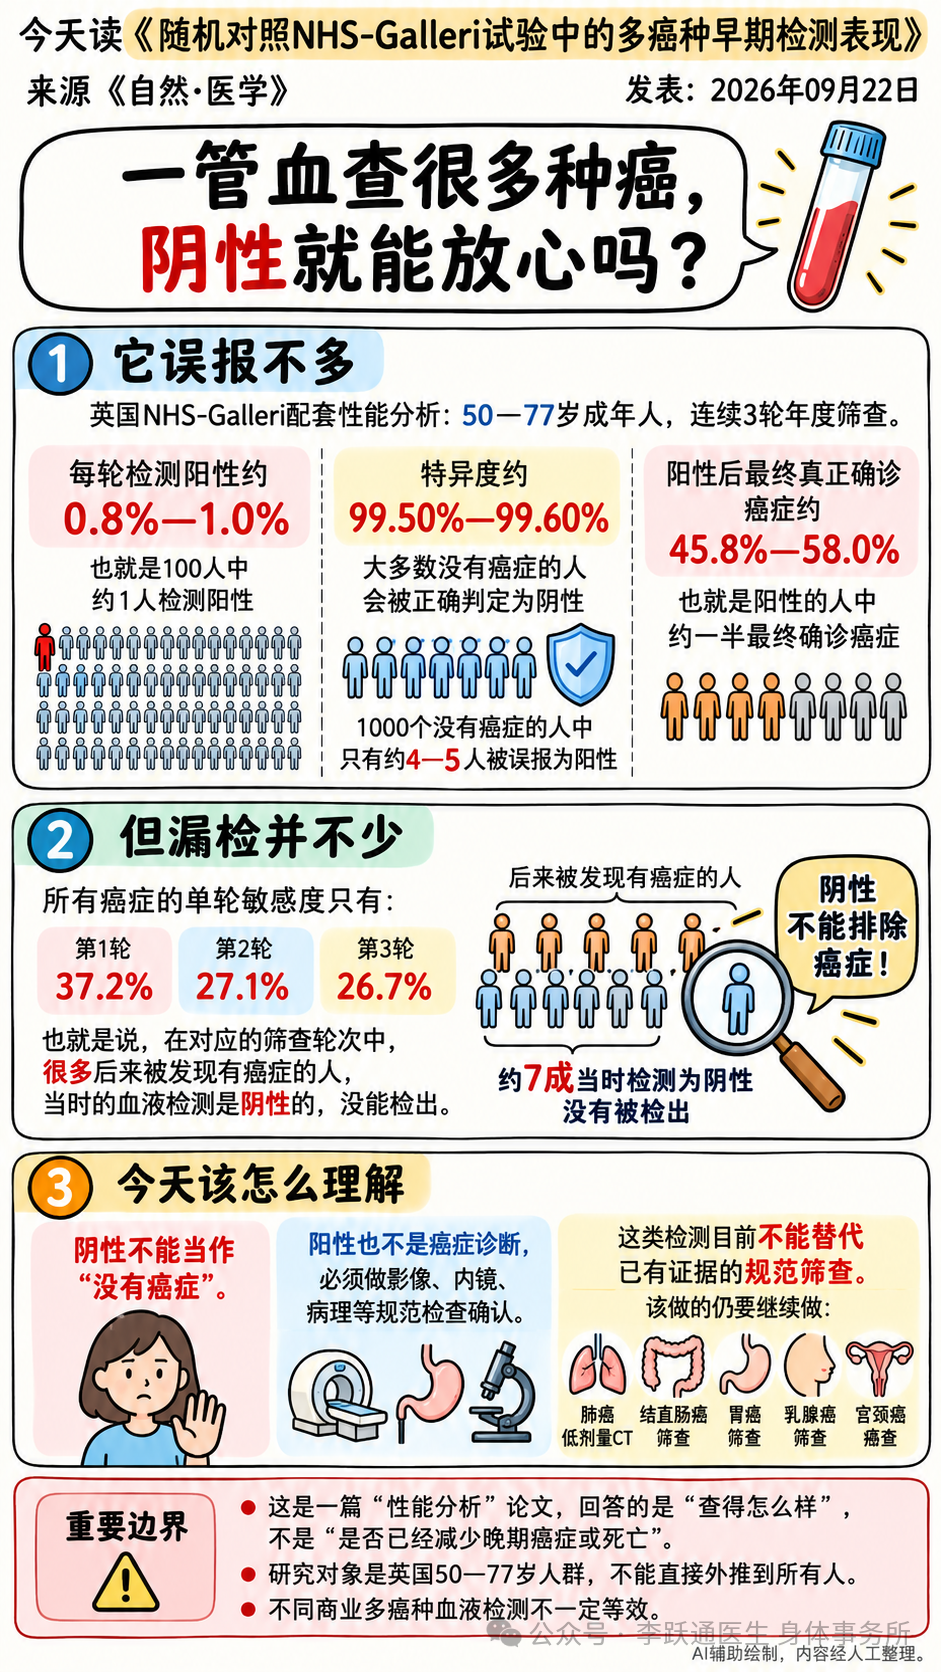 今天读《随机对照NHS-Galleri试验中的多癌种早期检测表现》
来源《自然·医学》
发表：2026年09月22日
一管血查很多种癌，
阴性就能放心吗？
1 它误报不多
英国NHS-Galleri配套性能分析：50—77岁成年人，连续3轮年度筛查。
每轮检测阳性约
0.8%—1.0%
也就是100人中
约1人检测阳性
特异度约
99.50%—99.60%
大多数没有癌症的人
会被正确判定为阴性
1000个没有癌症的人中
只有约4—5人被误报为阳性
阳性后最终真正确诊
癌症约
45.8%—58.0%
也就是阳性的人中
约一半最终确诊癌症
2 但漏检并不少
所有癌症的单轮敏感度只有：
第1轮
37.2%
第2轮
27.1%
第3轮
26.7%
也就是说，在对应的筛查轮次中，
很多后来被发现有癌症的人，
当时的血液检测是阴性的，没能检出。
后来被发现有癌症的人
约7成当时检测为阴性
没有被检出
阴性
不能排除
癌症！
3 今天该怎么理解
阴性不能当作
“没有癌症”。
阳性也不是癌症诊断，
必须做影像、内镜、
病理等规范检查确认。
这类检测目前不能替代
已有证据的规范筛查。
该做的仍要继续做：
肺癌
低剂量CT
结直肠癌
筛查
胃癌
筛查
乳腺癌
筛查
宫颈癌
癌查
重要边界
● 这是一篇“性能分析”论文，回答的是“查得怎么样”，
不是“是否已经减少晚期癌症或死亡”。
● 研究对象是英国50—77岁人群，不能直接外推到所有人。
● 不同商业多癌种血液检测不一定等效。
公众号·李跃通医生 身体事务所
AI辅助绘制，内容经人工整理。